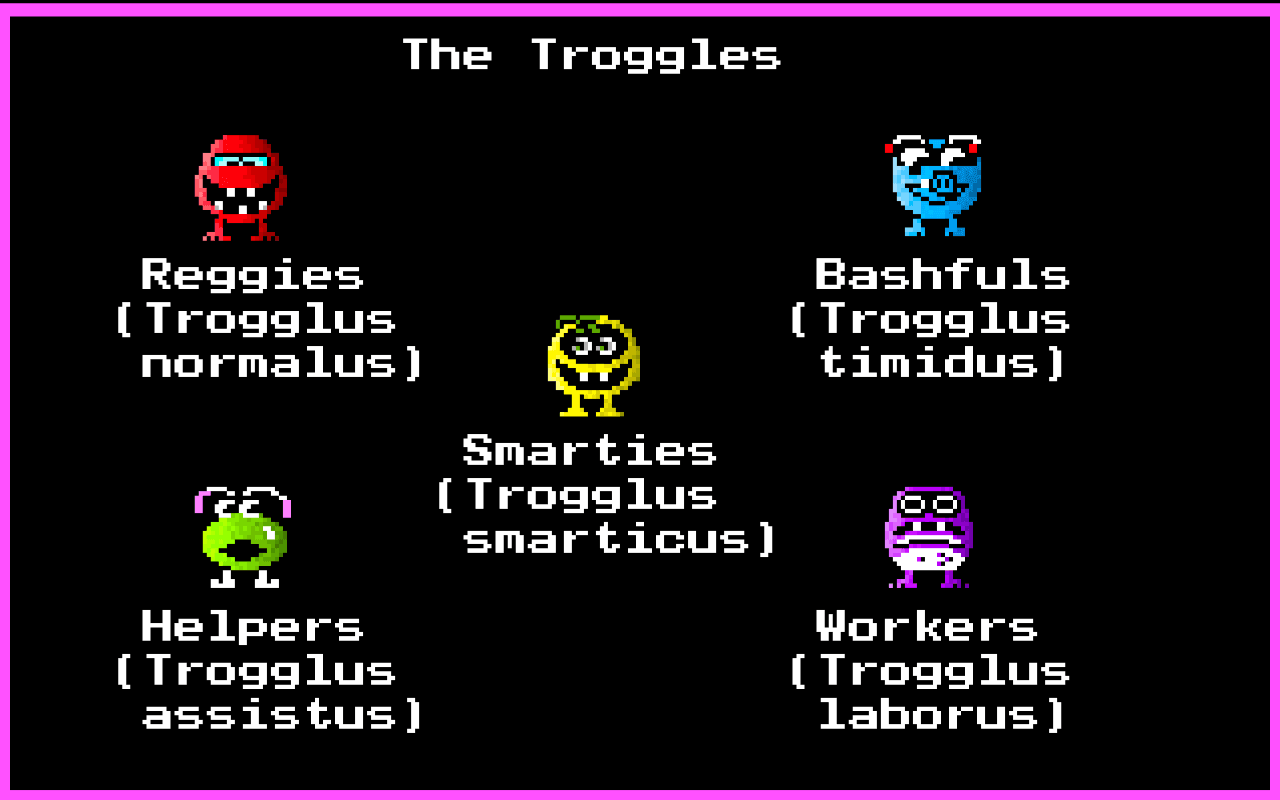 The Troggles
Reggies
(Trogglus
normalus)
Bashfuls
(Trogglus
timidus)
Smarties
(Trogglus
smarticus)
Helpers
(Trogglus
assistus)
Workers
(Trogglus
laborus)